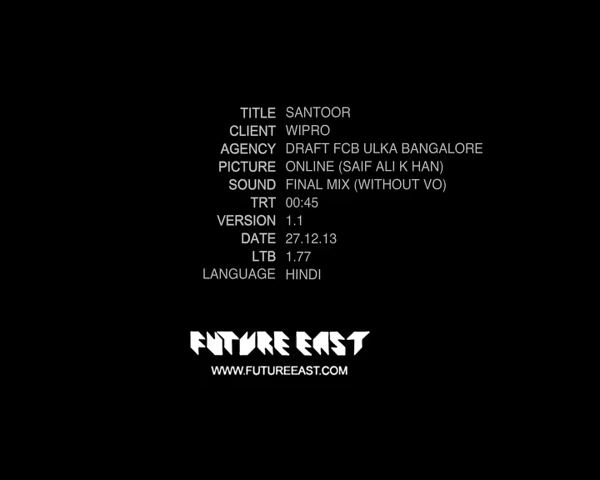 TITLE SANTOOR
CLIENT WIPRO
AGENCY DRAFT FCB ULKA BANGALORE
PICTURE ONLINE (SAIF ALI K HAN)
SOUND FINAL MIX (WITHOUT VO)
TRT 00:45
VERSION 1.1
DATE 27.12.13
LTB 1.77
LANGUAGE HINDI
FUTURE EAST
WWW.FUTUREEAST.COM